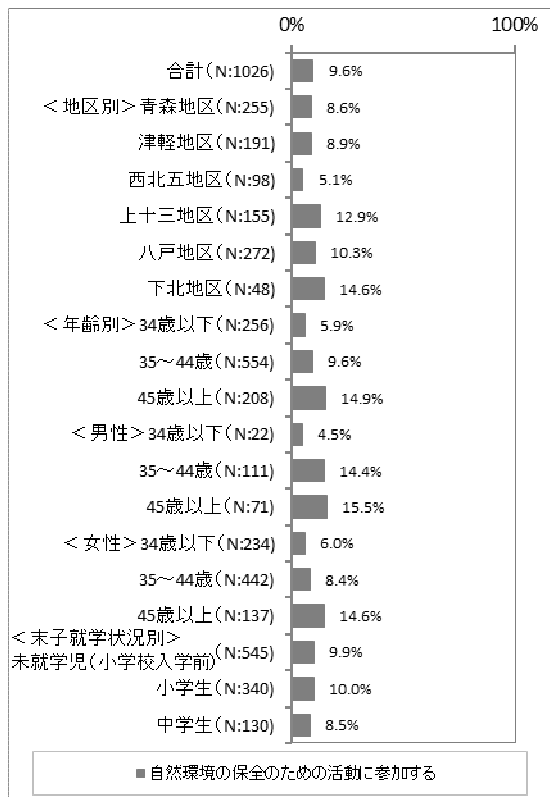 0% 100%
合計(N:1026) 9.6%
<地区別>青森地区(N:255) 8.6%
津軽地区(N:191) 8.9%
西北五地区(N:98) 5.1%
上十三地区(N:155) 12.9%
八戸地区(N:272) 10.3%
下北地区(N:48) 14.6%
<年齢別>34歳以下(N:256) 5.9%
35～44歳(N:554) 9.6%
45歳以上(N:208) 14.9%
<男性>34歳以下(N:22) 4.5%
35～44歳(N:111) 14.4%
45歳以上(N:71) 15.5%
<女性>34歳以下(N:234) 6.0%
35～44歳(N:442) 8.4%
45歳以上(N:137) 14.6%
<末子就学状況別>
未就学児(小学校入学前)(N:545) 9.9%
小学生(N:340) 10.0%
中学生(N:130) 8.5%
自然環境の保全のための活動に参加する